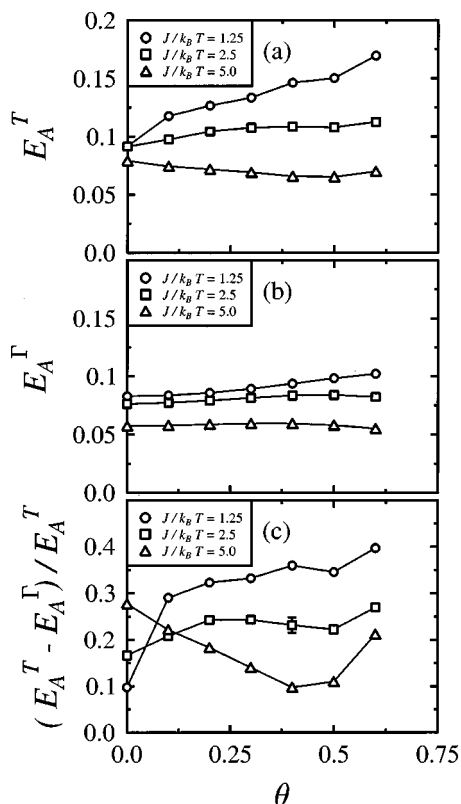 0.2
J/k_B T = 1.25
J/k_B T = 2.5
J/k_B T = 5.0
(a)
0.15
0.1
0.05
0.0
E_A^T
J/k_B T = 1.25
J/k_B T = 2.5
J/k_B T = 5.0
(b)
0.15
0.1
0.05
0.0
E_A^Γ
J/k_B T = 1.25
J/k_B T = 2.5
J/k_B T = 5.0
(c)
0.4
0.3
0.2
0.1
0.0
(E_A^T - E_A^Γ) / E_A^T
0.0 0.25 0.5 0.75
θ